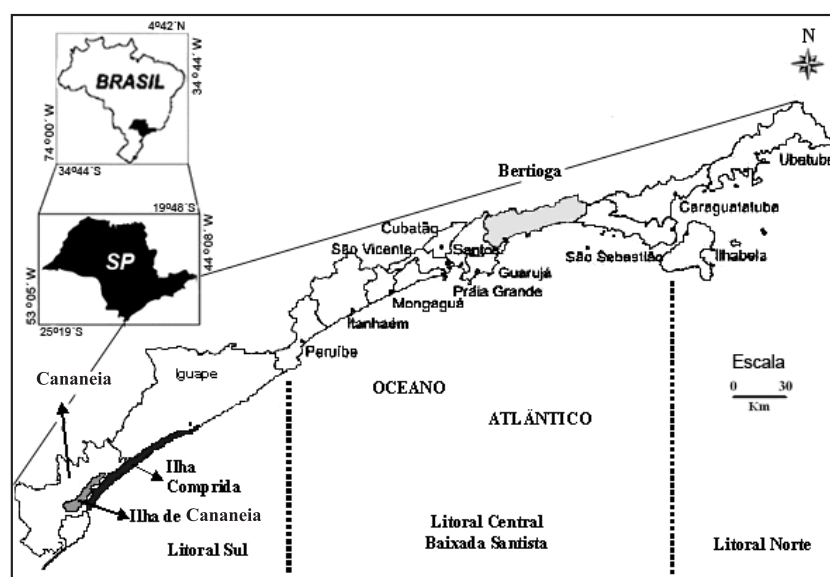 4º42´N
BRASIL
74º00´ W
34º44´ W
34º44´S
19º48´S
SP
53º05´ W
44º08´ W
25º19´S
N
Ubatuba
Bertioga
Caraguatatuba
Cubatão
São Vicente
Santos
Ilhabela
São Sebastião
Guarujá
Praia Grande
Mongaguá
Itanhaém
Peruíbe
Iguape
Cananeia
OCEANO
ATLÂNTICO
Escala
0 30
Km
Ilha
Comprida
Ilha de Cananeia
Litoral Sul
Litoral Central
Baixada Santista
Litoral Norte